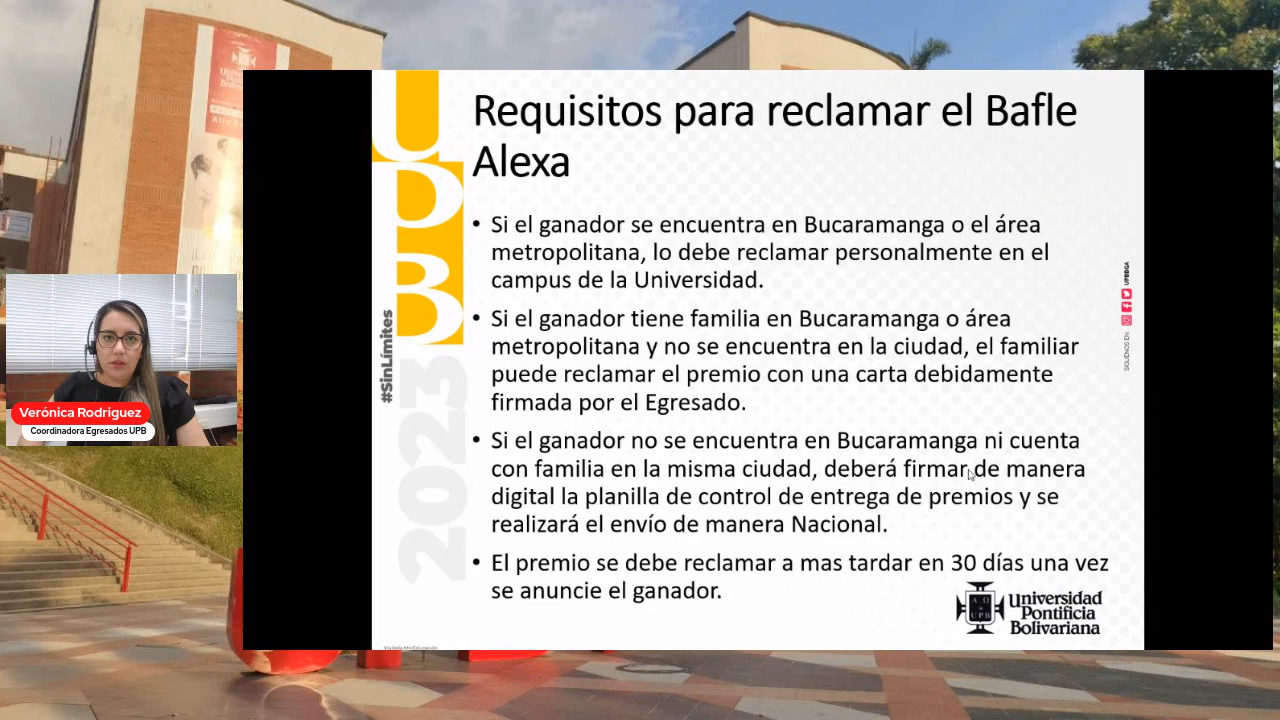 Requisitos para reclamar el Bafle
Alexa
• Si el ganador se encuentra en Bucaramanga o el área
metropolitana, lo debe reclamar personalmente en el
campus de la Universidad.
• Si el ganador tiene familia en Bucaramanga o área
metropolitana y no se encuentra en la ciudad, el familiar
puede reclamar el premio con una carta debidamente
firmada por el Egresado.
• Si el ganador no se encuentra en Bucaramanga ni cuenta
con familia en la misma ciudad, deberá firmar de manera
digital la planilla de control de entrega de premios y se
realizará el envío de manera Nacional.
• El premio se debe reclamar a mas tardar en 30 días una vez
se anuncie el ganador.
UPB
#SinLímites
2023
SÍGUENOS EN:
UPBBGA
Universidad
Pontificia
Bolivariana
Verónica Rodriguez
Coordinadora Egresados UPB